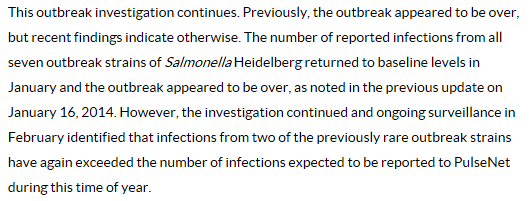 This outbreak investigation continues. Previously, the outbreak appeared to be over,
but recent findings indicate otherwise. The number of reported infections from all
seven outbreak strains of Salmonella Heidelberg returned to baseline levels in
January and the outbreak appeared to be over, as noted in the previous update on
January 16, 2014. However, the investigation continued and ongoing surveillance in
February identified that infections from two of the previously rare outbreak strains
have again exceeded the number of infections expected to be reported to PulseNet
during this time of year.